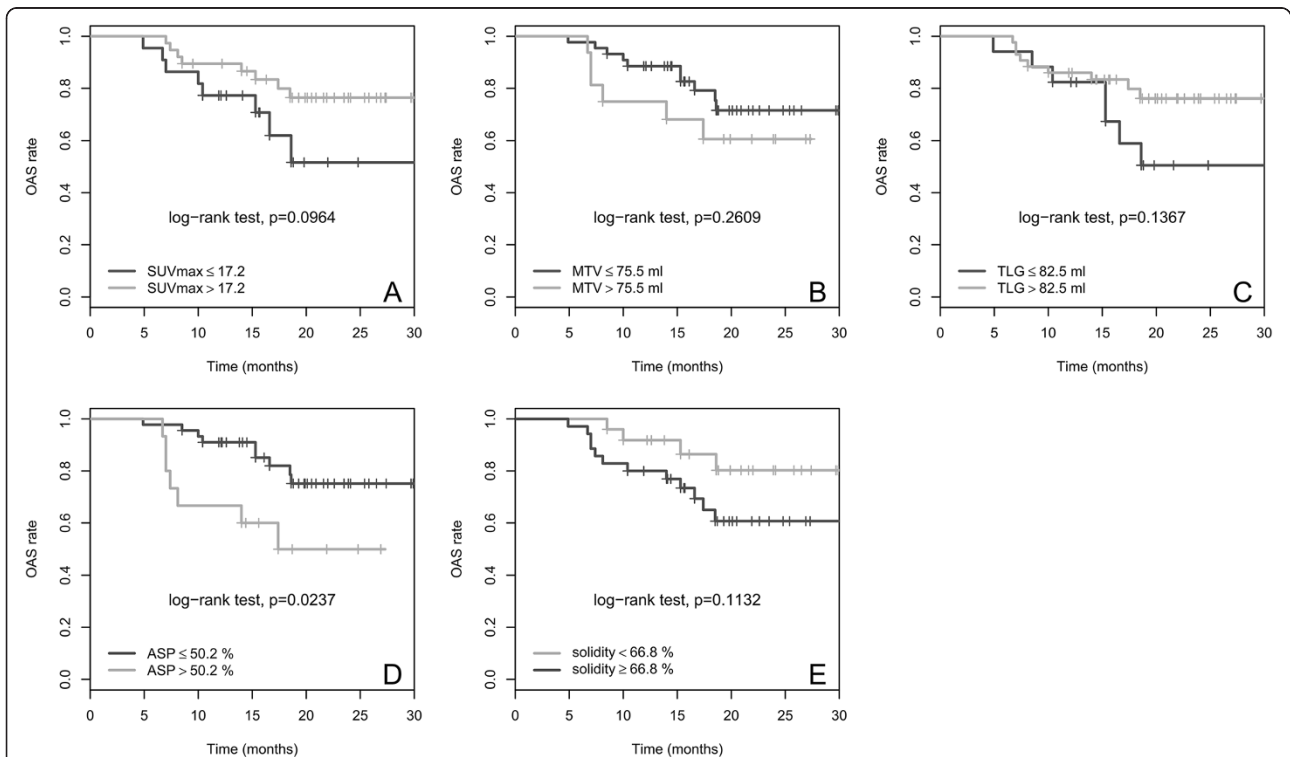 1.0
0.8
0.6
0.4
0.2
0.0
OAS rate
log−rank test, p=0.0964
SUVmax ≤ 17.2
SUVmax > 17.2
A
0 5 10 15 20 25 30
Time (months)
1.0
0.8
0.6
0.4
0.2
0.0
OAS rate
log−rank test, p=0.2609
MTV ≤ 75.5 ml
MTV > 75.5 ml
B
0 5 10 15 20 25 30
Time (months)
1.0
0.8
0.6
0.4
0.2
0.0
OAS rate
log−rank test, p=0.1367
TLG ≤ 82.5 ml
TLG > 82.5 ml
C
0 5 10 15 20 25 30
Time (months)
1.0
0.8
0.6
0.4
0.2
0.0
OAS rate
log−rank test, p=0.0237
ASP ≤ 50.2 %
ASP > 50.2 %
D
0 5 10 15 20 25 30
Time (months)
1.0
0.8
0.6
0.4
0.2
0.0
OAS rate
log−rank test, p=0.1132
solidity < 66.8 %
solidity ≥ 66.8 %
E
0 5 10 15 20 25 30
Time (months)